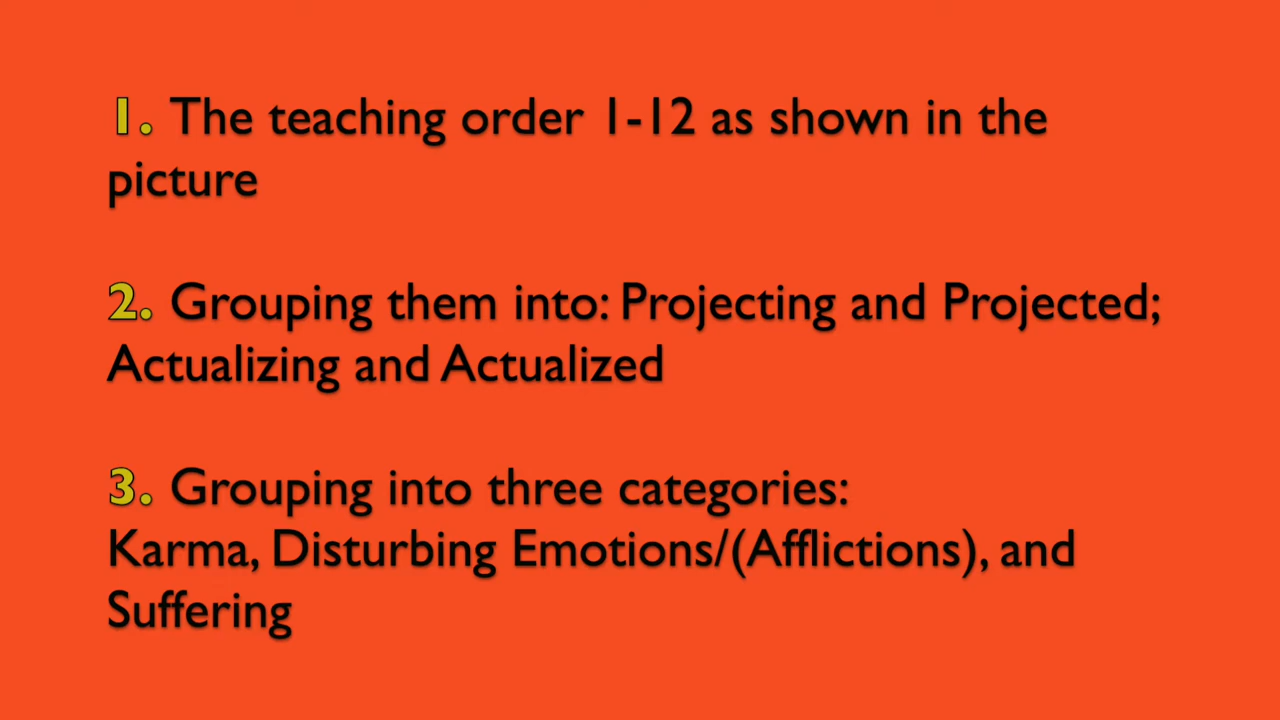 1. The teaching order 1-12 as shown in the
picture
2. Grouping them into: Projecting and Projected;
Actualizing and Actualized
3. Grouping into three categories:
Karma, Disturbing Emotions/(Afflictions), and
Suffering